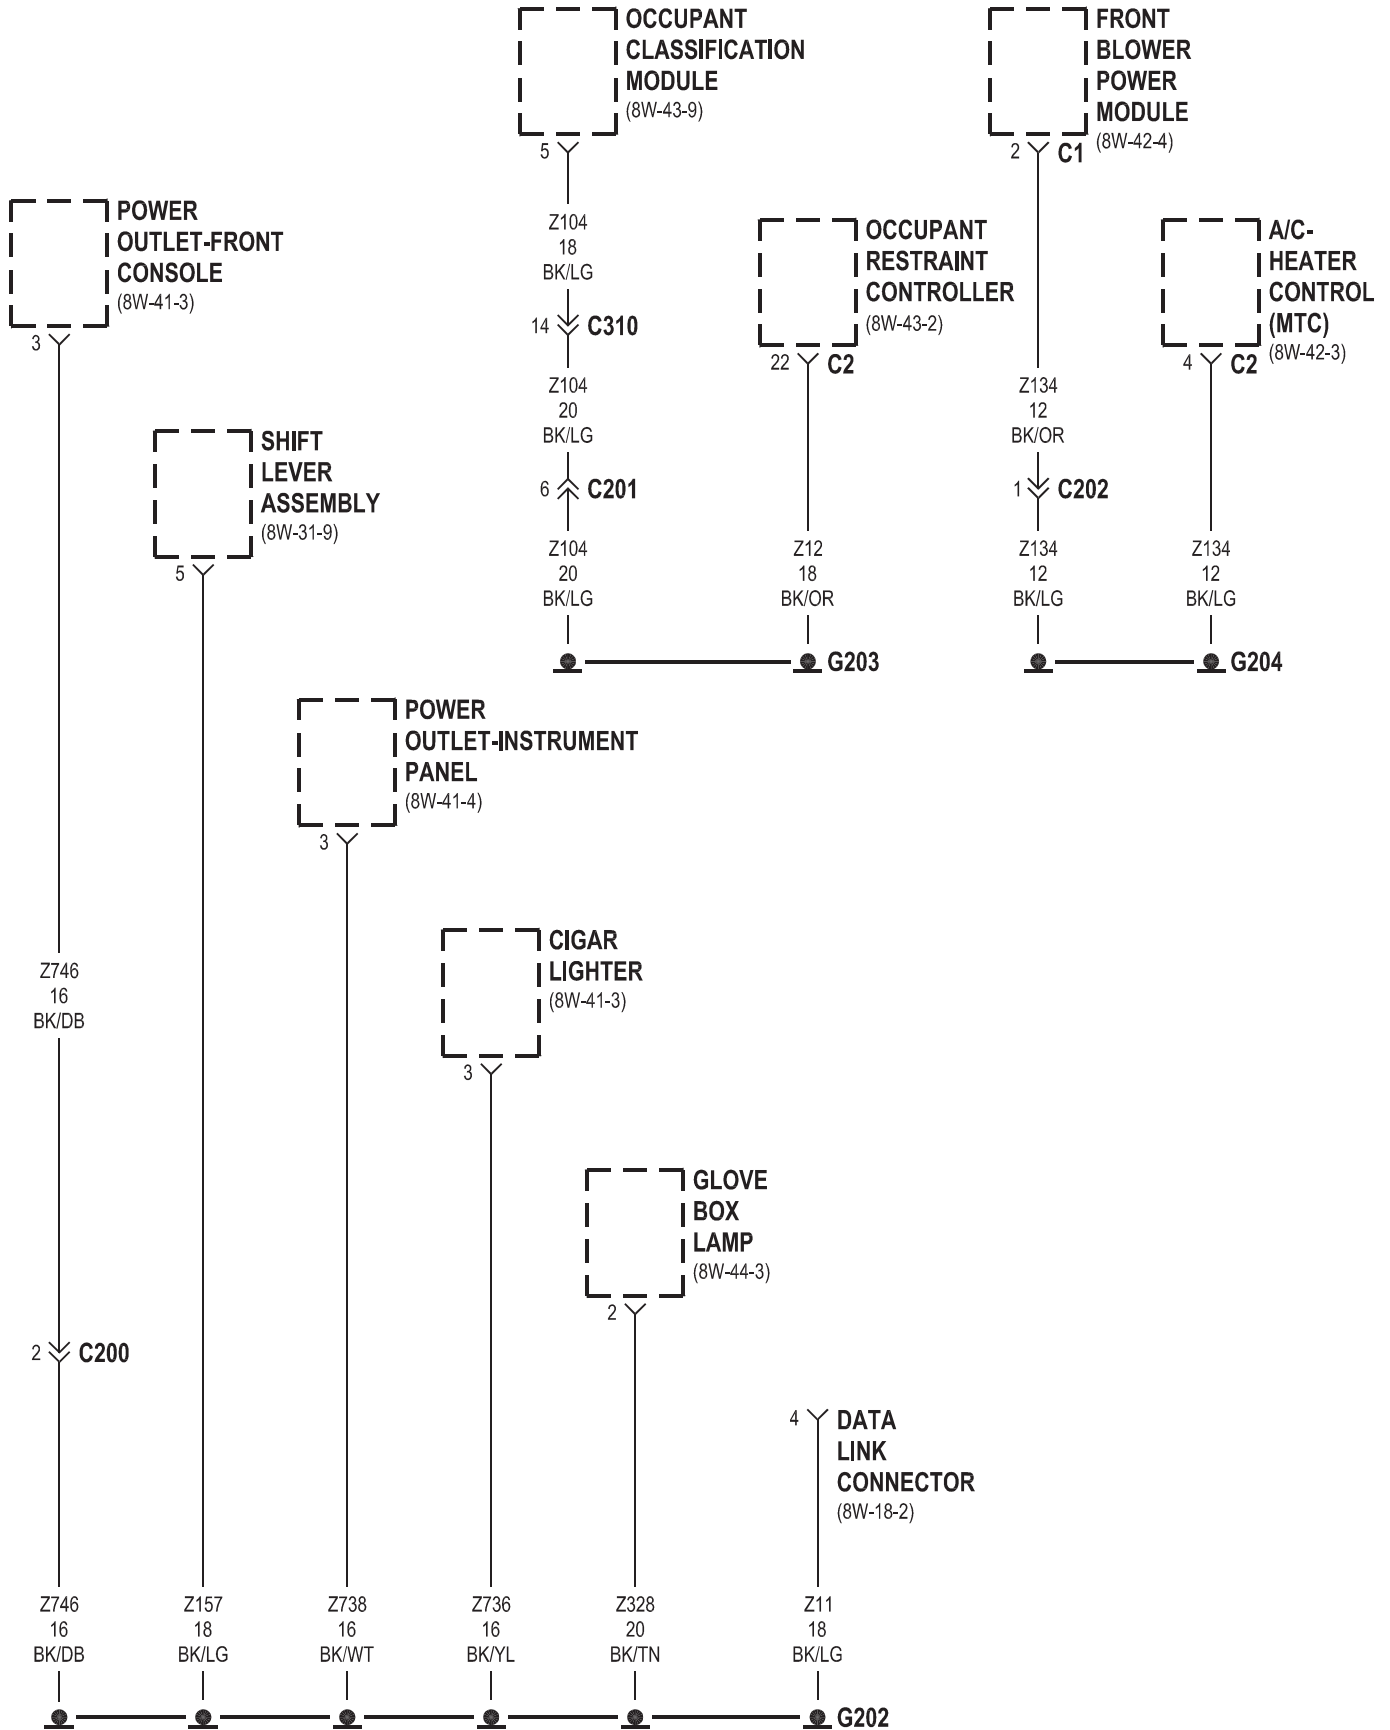 OCCUPANT
CLASSIFICATION
MODULE
(8W-43-9)
5
Z104
18
BK/LG
14 C310
Z104
20
BK/LG
6 C201
Z104
20
BK/LG
FRONT
BLOWER
POWER
MODULE
(8W-42-4)
2 C1
Z134
12
BK/OR
1 C202
Z134
12
BK/LG
POWER
OUTLET-FRONT
CONSOLE
(8W-41-3)
3
OCCUPANT
RESTRAINT
CONTROLLER
(8W-43-2)
22 C2
Z12
18
BK/OR
G203
A/C-
HEATER
CONTROL
(MTC)
(8W-42-3)
4 C2
Z134
12
BK/LG
G204
SHIFT
LEVER
ASSEMBLY
(8W-31-9)
5
POWER
OUTLET-INSTRUMENT
PANEL
(8W-41-4)
3
CIGAR
LIGHTER
(8W-41-3)
3
Z746
16
BK/DB
GLOVE
BOX
LAMP
(8W-44-3)
2
2 C200
4 DATA
LINK
CONNECTOR
(8W-18-2)
Z746
16
BK/DB
Z157
18
BK/LG
Z738
16
BK/WT
Z736
16
BK/YL
Z328
20
BK/TN
Z11
18
BK/LG
G202